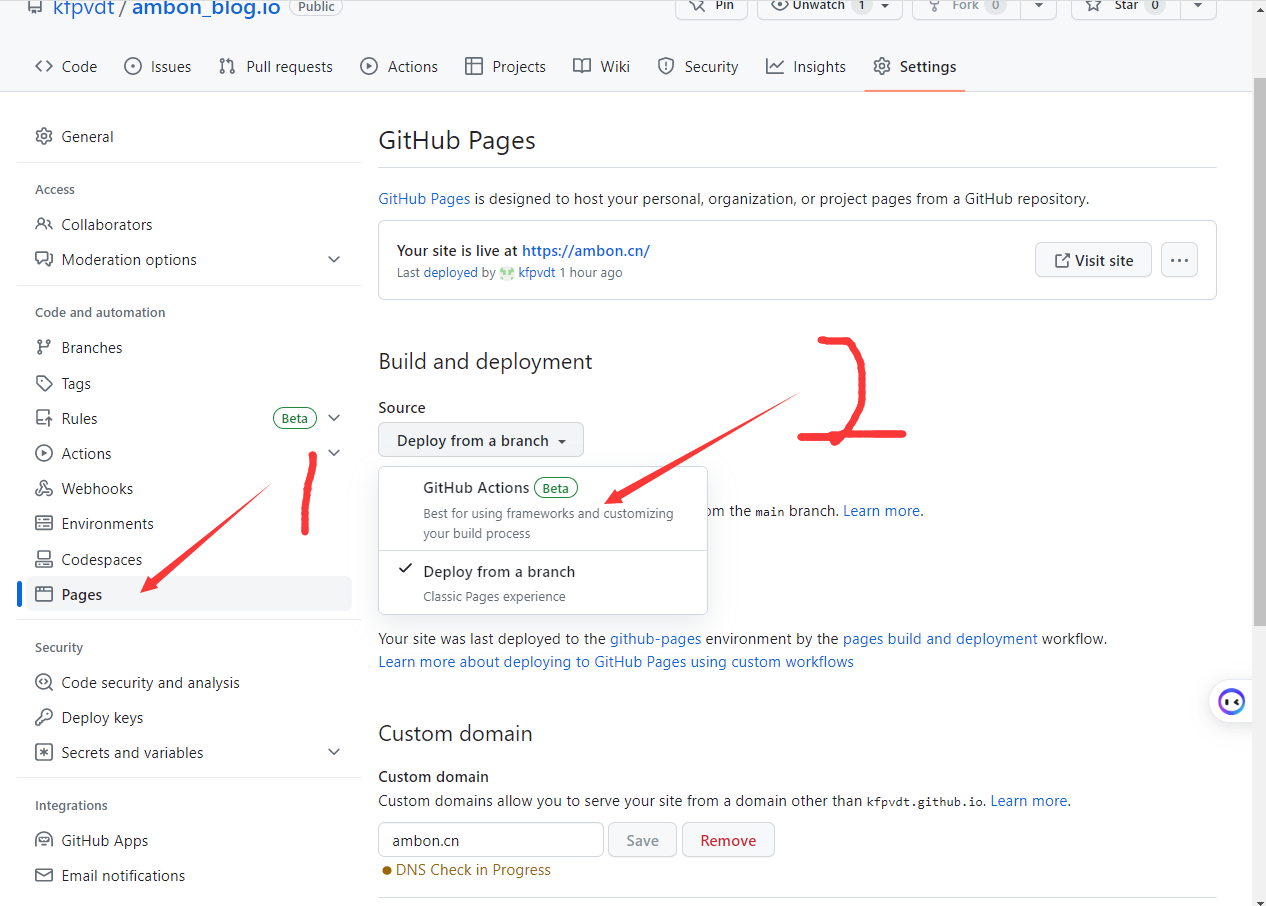 kfpvdt / ambon_blog.io Public
Pin Unwatch 1 Fork 0 Star 0
Code Issues Pull requests Actions Projects Wiki Security Insights Settings
General
Access
Collaborators
Moderation options
Code and automation
Branches
Tags
Rules Beta
Actions
Webhooks
Environments
Codespaces
Pages
Security
Code security and analysis
Deploy keys
Secrets and variables
Integrations
GitHub Apps
Email notifications
1
GitHub Pages
GitHub Pages is designed to host your personal, organization, or project pages from a GitHub repository.
Your site is live at https://ambon.cn/
Last deployed by kfpvdt 1 hour ago
Visit site
Build and deployment
2
Source
Deploy from a branch
GitHub Actions Beta
Best for using frameworks and customizing
your build process
Deploy from a branch
Classic Pages experience
om the main branch. Learn more.
Your site was last deployed to the github-pages environment by the pages build and deployment workflow.
Learn more about deploying to GitHub Pages using custom workflows
Custom domain
Custom domain
Custom domains allow you to serve your site from a domain other than kfpvdt.github.io. Learn more.
ambon.cn Save Remove
DNS Check in Progress